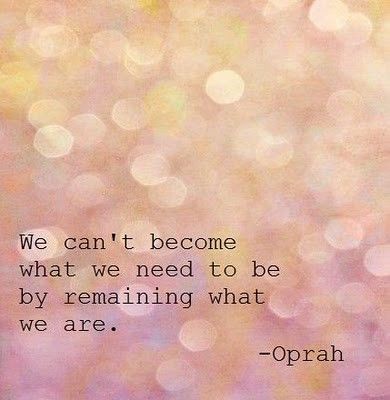 We can't become
what we need to be
by remaining what
we are.
-Oprah